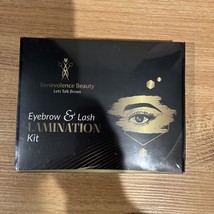 Benevolence Beauty
Lets Talk Brows
Eyebrow & Lash
LAMINATION
Kit